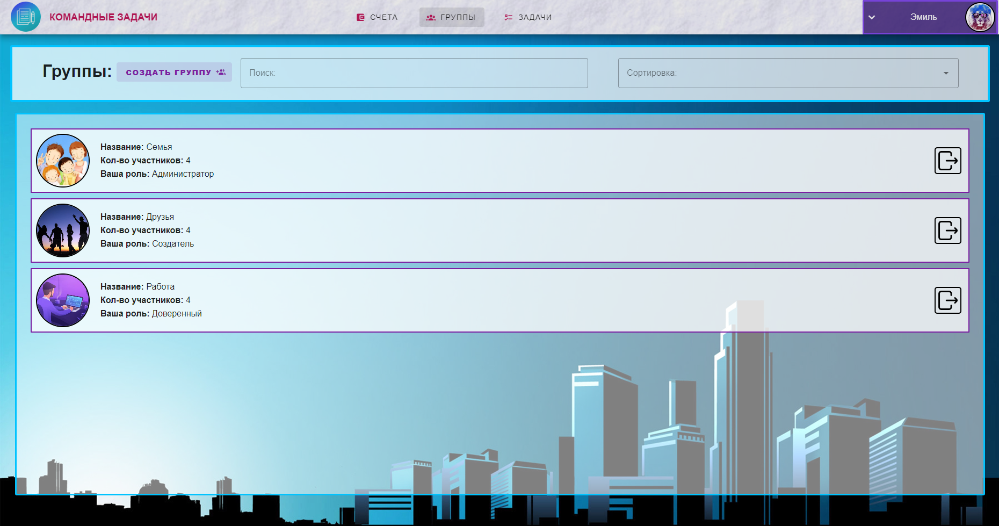 КОМАНДНЫЕ ЗАДАЧИ
СЧЕТА
ГРУППЫ
ЗАДАЧИ
Эмиль
Группы:
СОЗДАТЬ ГРУППУ
Поиск:
Сортировка:
Название: Семья
Кол-во участников: 4
Ваша роль: Администратор
Название: Друзья
Кол-во участников: 4
Ваша роль: Создатель
Название: Работа
Кол-во участников: 4
Ваша роль: Доверенный